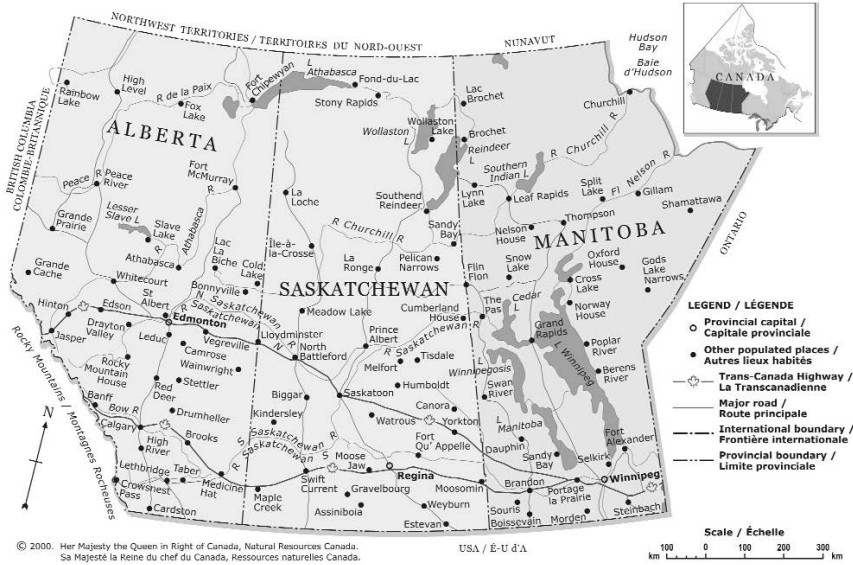 NORTHWEST TERRITORIES / TERRITOIRES DU NORD-OUEST
NUNAVUT
Hudson
Bay
Baie
d'Hudson
CANADA
BRITISH COLUMBIA
COLOMBIE-BRITANNIQUE
ONTARIO
ALBERTA
SASKATCHEWAN
MANITOBA
Rainbow
Lake
High
Level
R de la Paix
Fox
Lake
Fort
Chipewyan
L
Athabasca
Fond-du-Lac
Stony Rapids
Lac
Brochet
Churchill
Wollaston
Lake
Wollaston
L
Brochet
Reindeer
L
Churchill R
Southern
Indian L
Peace R
Peace
River
Fort
McMurray
R
Athabasca
La
Loche
Southend
Reindeer
Lynn
Lake
Leaf Rapids
Split
Lake
Fl Nelson R
Gillam
Shamattawa
Grande
Prairie
Lesser
Slave L
Slave
Lake
R
Athabasca
Lac
La
Biche
Île-à-
la-Crosse
R Churchill R
Sandy
Bay
Nelson
House
Thompson
Grande
Cache
Whitecourt
Bonnyville
Cold
Lake
La
Ronge
Pelican
Narrows
Flin
Flon
Snow
Lake
Oxford
House
Cross
Lake
Gods
Lake
Narrows
Hinton
Edson
St
Albert
Edmonton
N Saskatchewan R
R Saskatchewan N
Meadow Lake
Cumberland
House
The
Pas
Cedar
L
Norway
House
Jasper
Drayton
Valley
Leduc
Vegreville
Camrose
Lloydminster
North
Battleford
Prince
Albert
R Saskatchewan R
Grand
Rapids
Poplar
River
Rocky
Mountain
House
Wainwright
Melfort
Tisdale
L
Winnipegosis
L Winnipeg
Berens
River
Red
Deer
Stettler
Humboldt
Swan
River
Banff
Bow R
Drumheller
Biggar
Saskatoon
Canora
Calgary
Kindersley
Watrous
Yorkton
L
Manitoba
High
River
Brooks
S Saskatchewan R
R Saskatchewan S
Moose
Jaw
Fort
Qu' Appelle
Dauphin
Sandy
Bay
Fort
Alexander
Selkirk
Lethbridge
Taber
Medicine
Hat
Swift
Current
Regina
Moosomin
Brandon
Portage
la Prairie
Winnipeg
Crowsnest
Pass
Cardston
Maple
Creek
Gravelbourg
Assiniboia
Weyburn
Estevan
Souris
Boissevain
Morden
Steinbach
Rocky Mountains / Montagnes Rocheuses
N
USA / É-U d'A
LEGEND / LÉGENDE
Provincial capital /
Capitale provinciale
Other populated places /
Autres lieux habités
Trans-Canada Highway /
La Transcanadienne
Major road /
Route principale
International boundary /
Frontière internationale
Provincial boundary /
Limite provinciale
Scale / Échelle
100 0 100 200 300
km km
© 2000. Her Majesty the Queen in Right of Canada, Natural Resources Canada.
Sa Majesté la Reine du chef du Canada, Ressources naturelles Canada.